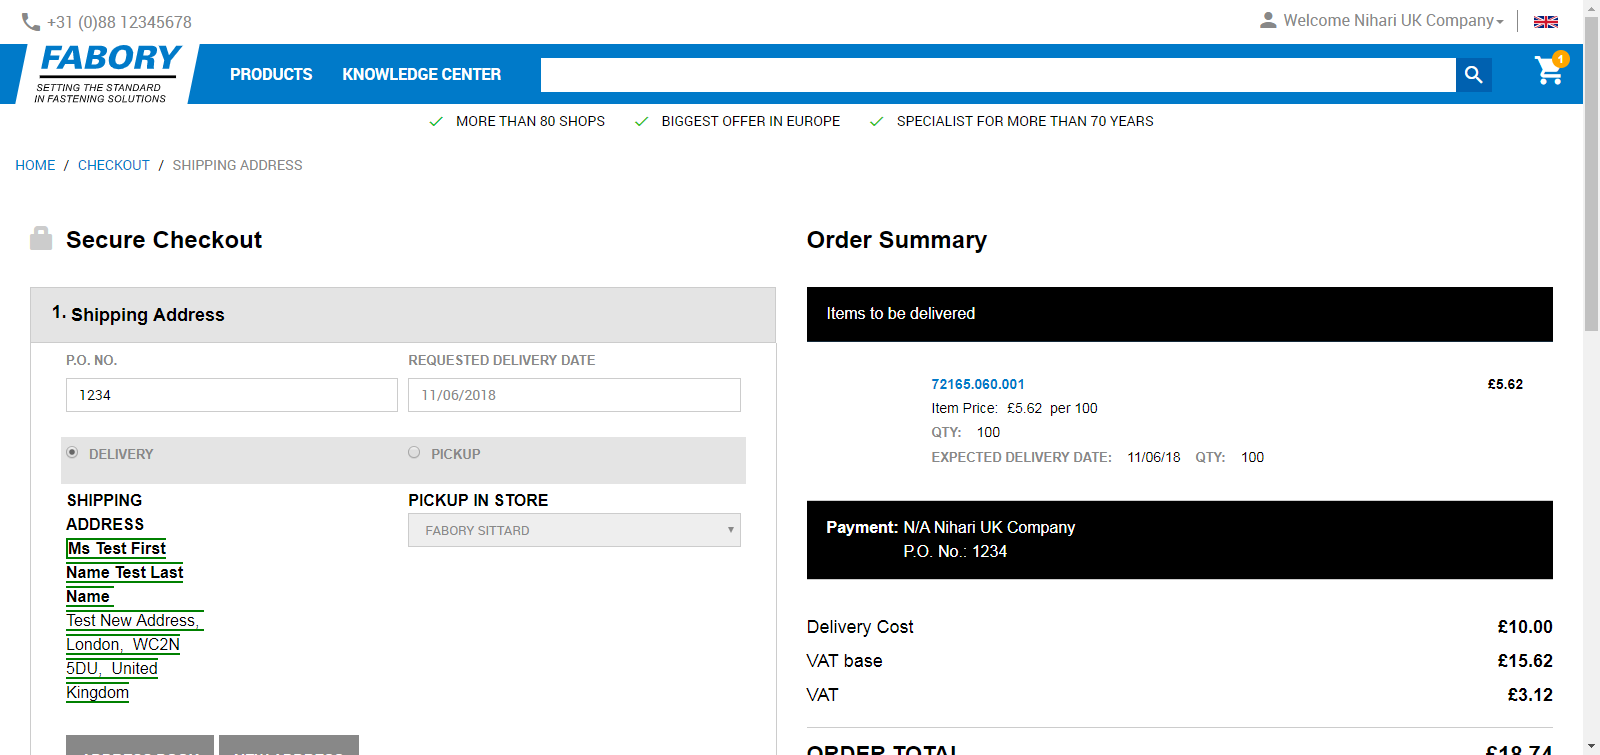 +31 (0)88 12345678
Welcome Nihari UK Company
FABORY
SETTING THE STANDARD
IN FASTENING SOLUTIONS
PRODUCTS KNOWLEDGE CENTER
1
MORE THAN 80 SHOPS BIGGEST OFFER IN EUROPE SPECIALIST FOR MORE THAN 70 YEARS
HOME / CHECKOUT / SHIPPING ADDRESS
Secure Checkout
1. Shipping Address
P.O. NO. REQUESTED DELIVERY DATE
1234 11/06/2018
DELIVERY PICKUP
SHIPPING
ADDRESS
Ms Test First
Name Test Last
Name
Test New Address,
London, WC2N
5DU, United
Kingdom
PICKUP IN STORE
FABORY SITTARD
ADDRESS BOOK NEW ADDRESS
Order Summary
Items to be delivered
72165.060.001 £5.62
Item Price: £5.62 per 100
QTY: 100
EXPECTED DELIVERY DATE: 11/06/18 QTY: 100
Payment: N/A Nihari UK Company
P.O. No.: 1234
Delivery Cost £10.00
VAT base £15.62
VAT £3.12
ORDER TOTAL £18.74